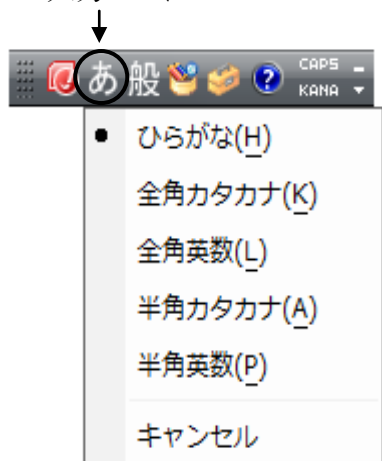 あ 般 ? CAPS
KANA
ひらがな(H)
全角カタカナ(K)
全角英数(L)
半角カタカナ(A)
半角英数(P)
キャンセル